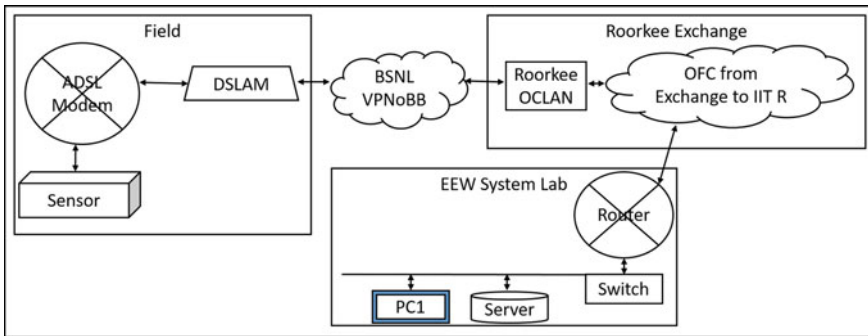 Field
ADSL
Modem
DSLAM
Sensor
BSNL
VPNoBB
Roorkee Exchange
Roorkee
OCLAN
OFC from
Exchange to IIT R
EEW System Lab
Router
Switch
PC1
Server